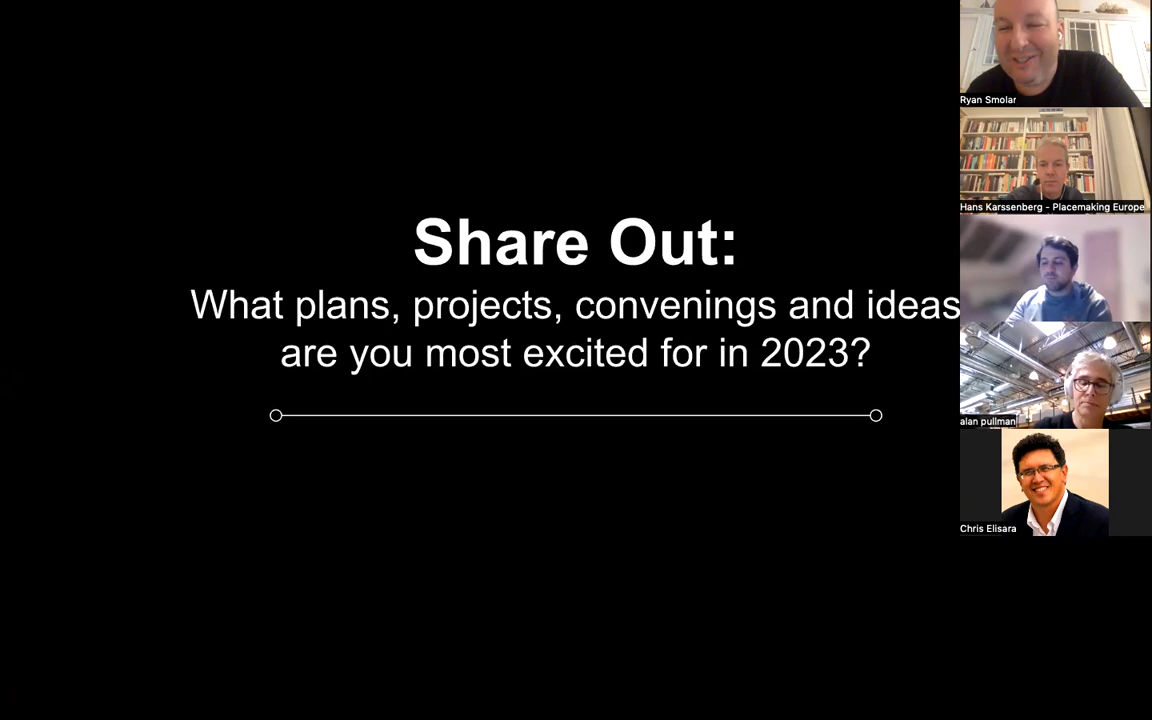 Share Out:
What plans, projects, convenings and ideas
are you most excited for in 2023?
Ryan Smolar
Hans Karssenberg - Placemaking Europe
alan pullman
Chris Elisara